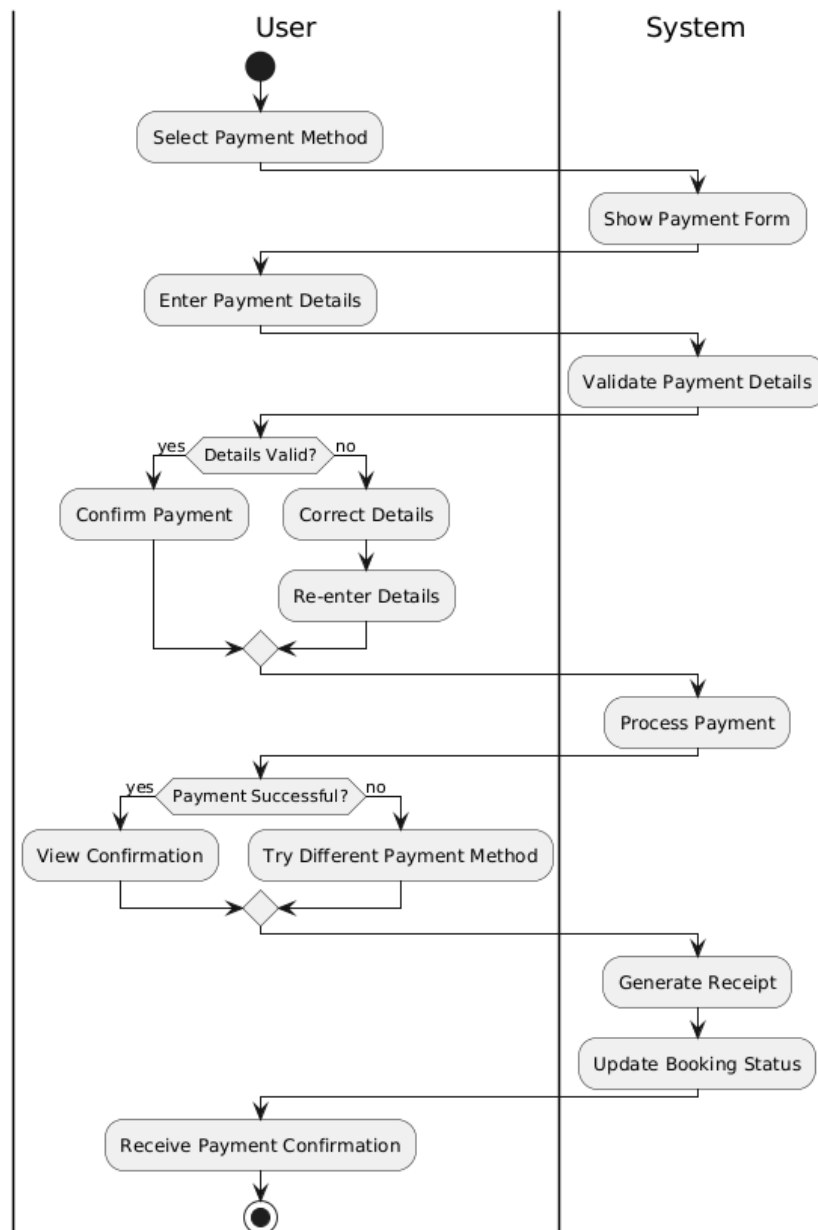 User
System
Select Payment Method
Show Payment Form
Enter Payment Details
Validate Payment Details
yes
Details Valid?
no
Confirm Payment
Correct Details
Re-enter Details
Process Payment
yes
Payment Successful?
no
View Confirmation
Try Different Payment Method
Generate Receipt
Update Booking Status
Receive Payment Confirmation